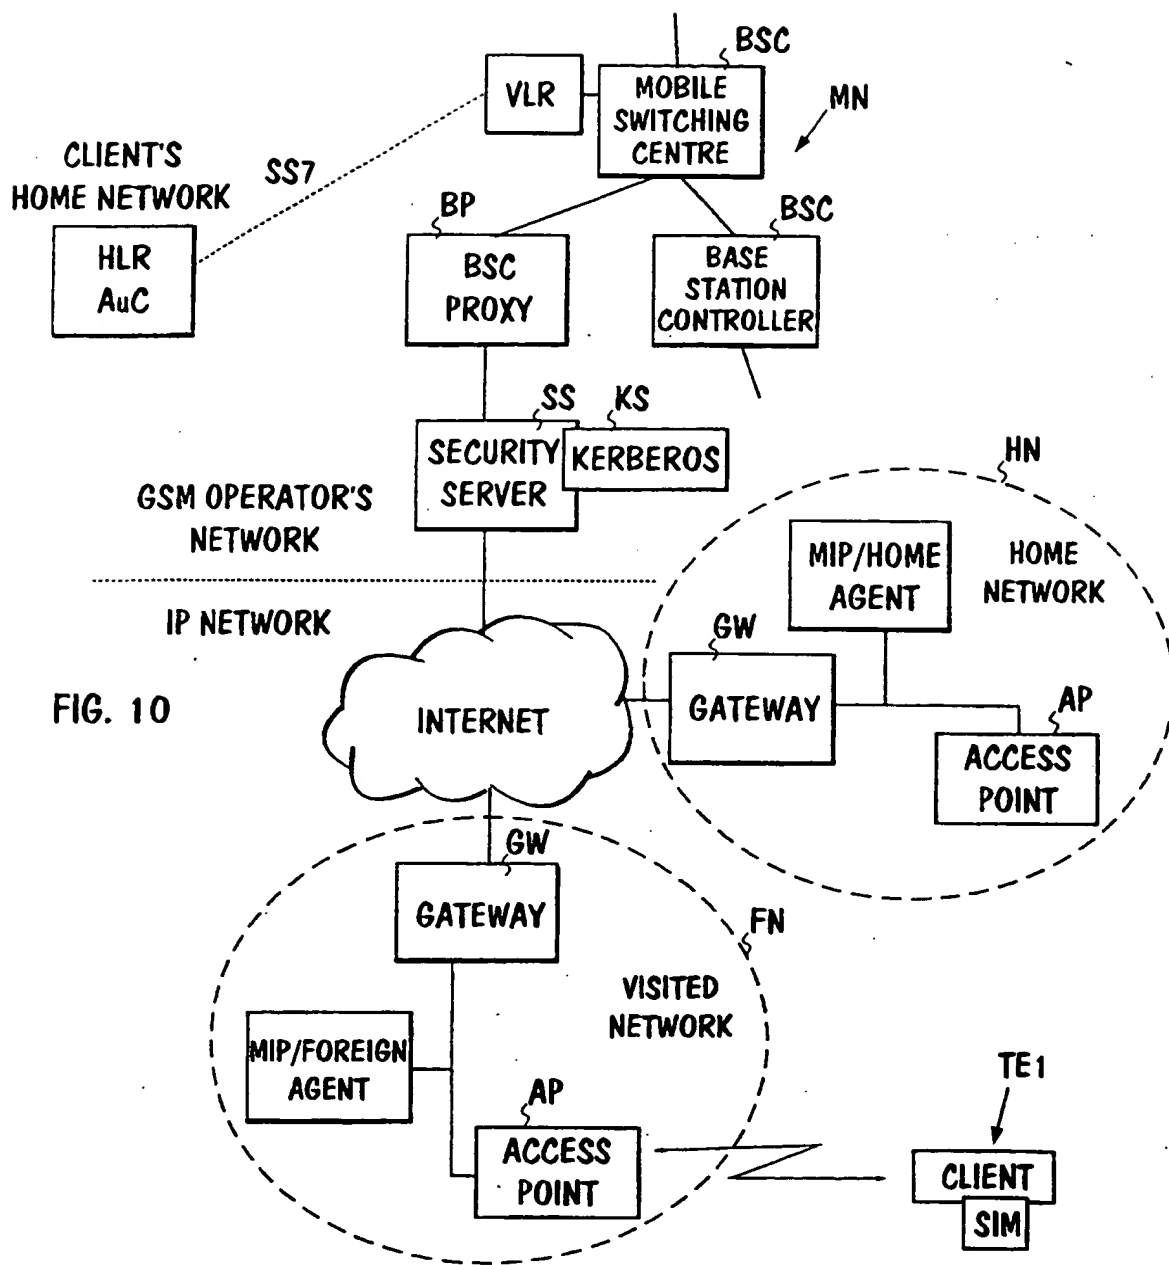 BSC
VLR
MOBILE
SWITCHING
CENTRE
MN
CLIENT'S
HOME NETWORK
SS7
HLR
AuC
BP
BSC
PROXY
BSC
BASE
STATION
CONTROLLER
SS
KS
SECURITY
SERVER
KERBEROS
GSM OPERATOR'S
NETWORK
IP NETWORK
HN
MIP/HOME
AGENT
HOME
NETWORK
GW
GATEWAY
AP
ACCESS
POINT
FIG. 10
INTERNET
GW
GATEWAY
FN
VISITED
NETWORK
MIP/FOREIGN
AGENT
AP
ACCESS
POINT
TE1
CLIENT
SIM